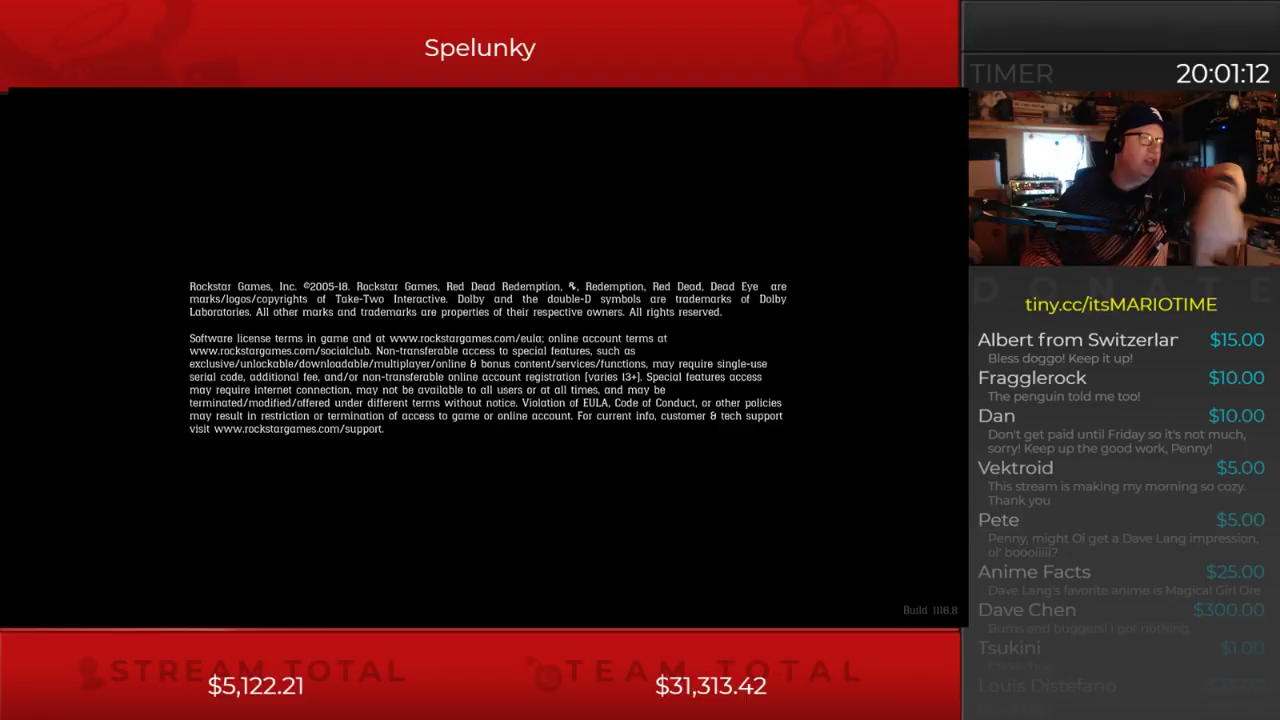 Spelunky
TIMER
20:01:12
Rockstar Games, Inc. ©2005-18. Rockstar Games, Red Dead Redemption, R*, Redemption, Red Dead, Dead Eye are
marks/logos/copyrights of Take-Two Interactive. Dolby and the double-D symbols are trademarks of Dolby
Laboratories. All other marks and trademarks are properties of their respective owners. All rights reserved.
Software license terms in game and at www.rockstargames.com/eula; online account terms at
www.rockstargames.com/socialclub. Non-transferable access to special features, such as
exclusive/unlockable/downloadable/multiplayer/online & bonus content/services/functions, may require single-use
serial code, additional fee, and/or non-transferable online account registration (varies 13+). Special features access
may require internet connection, may not be available to all users or at all times, and may be
terminated/modified/offered under different terms without notice. Violation of EULA, Code of Conduct, or other policies
may result in restriction or termination of access to game or online account. For current info, customer & tech support
visit www.rockstargames.com/support.
Build 1116.8
DONATE
tiny.cc/itsMARIOTIME
Albert from Switzerlar $15.00
Bless doggo! Keep it up!
Fragglerock $10.00
The penguin told me too!
Dan $10.00
Don't get paid until Friday so it's not much,
sorry! Keep up the good work, Penny!
Vektroid $5.00
This stream is making my morning so cozy.
Thank you
Pete $5.00
Penny, might Oi get a Dave Lang impression,
ol' boooiiiii?
Anime Facts $25.00
Dave Lang's favorite anime is Magical Girl Ore
Dave Chen $300.00
Bums and buggers! I got nothing.
Tsukini $1.00
Louis Distefano
STREAM TOTAL
$5,122.21
TEAM TOTAL
$31,313.42